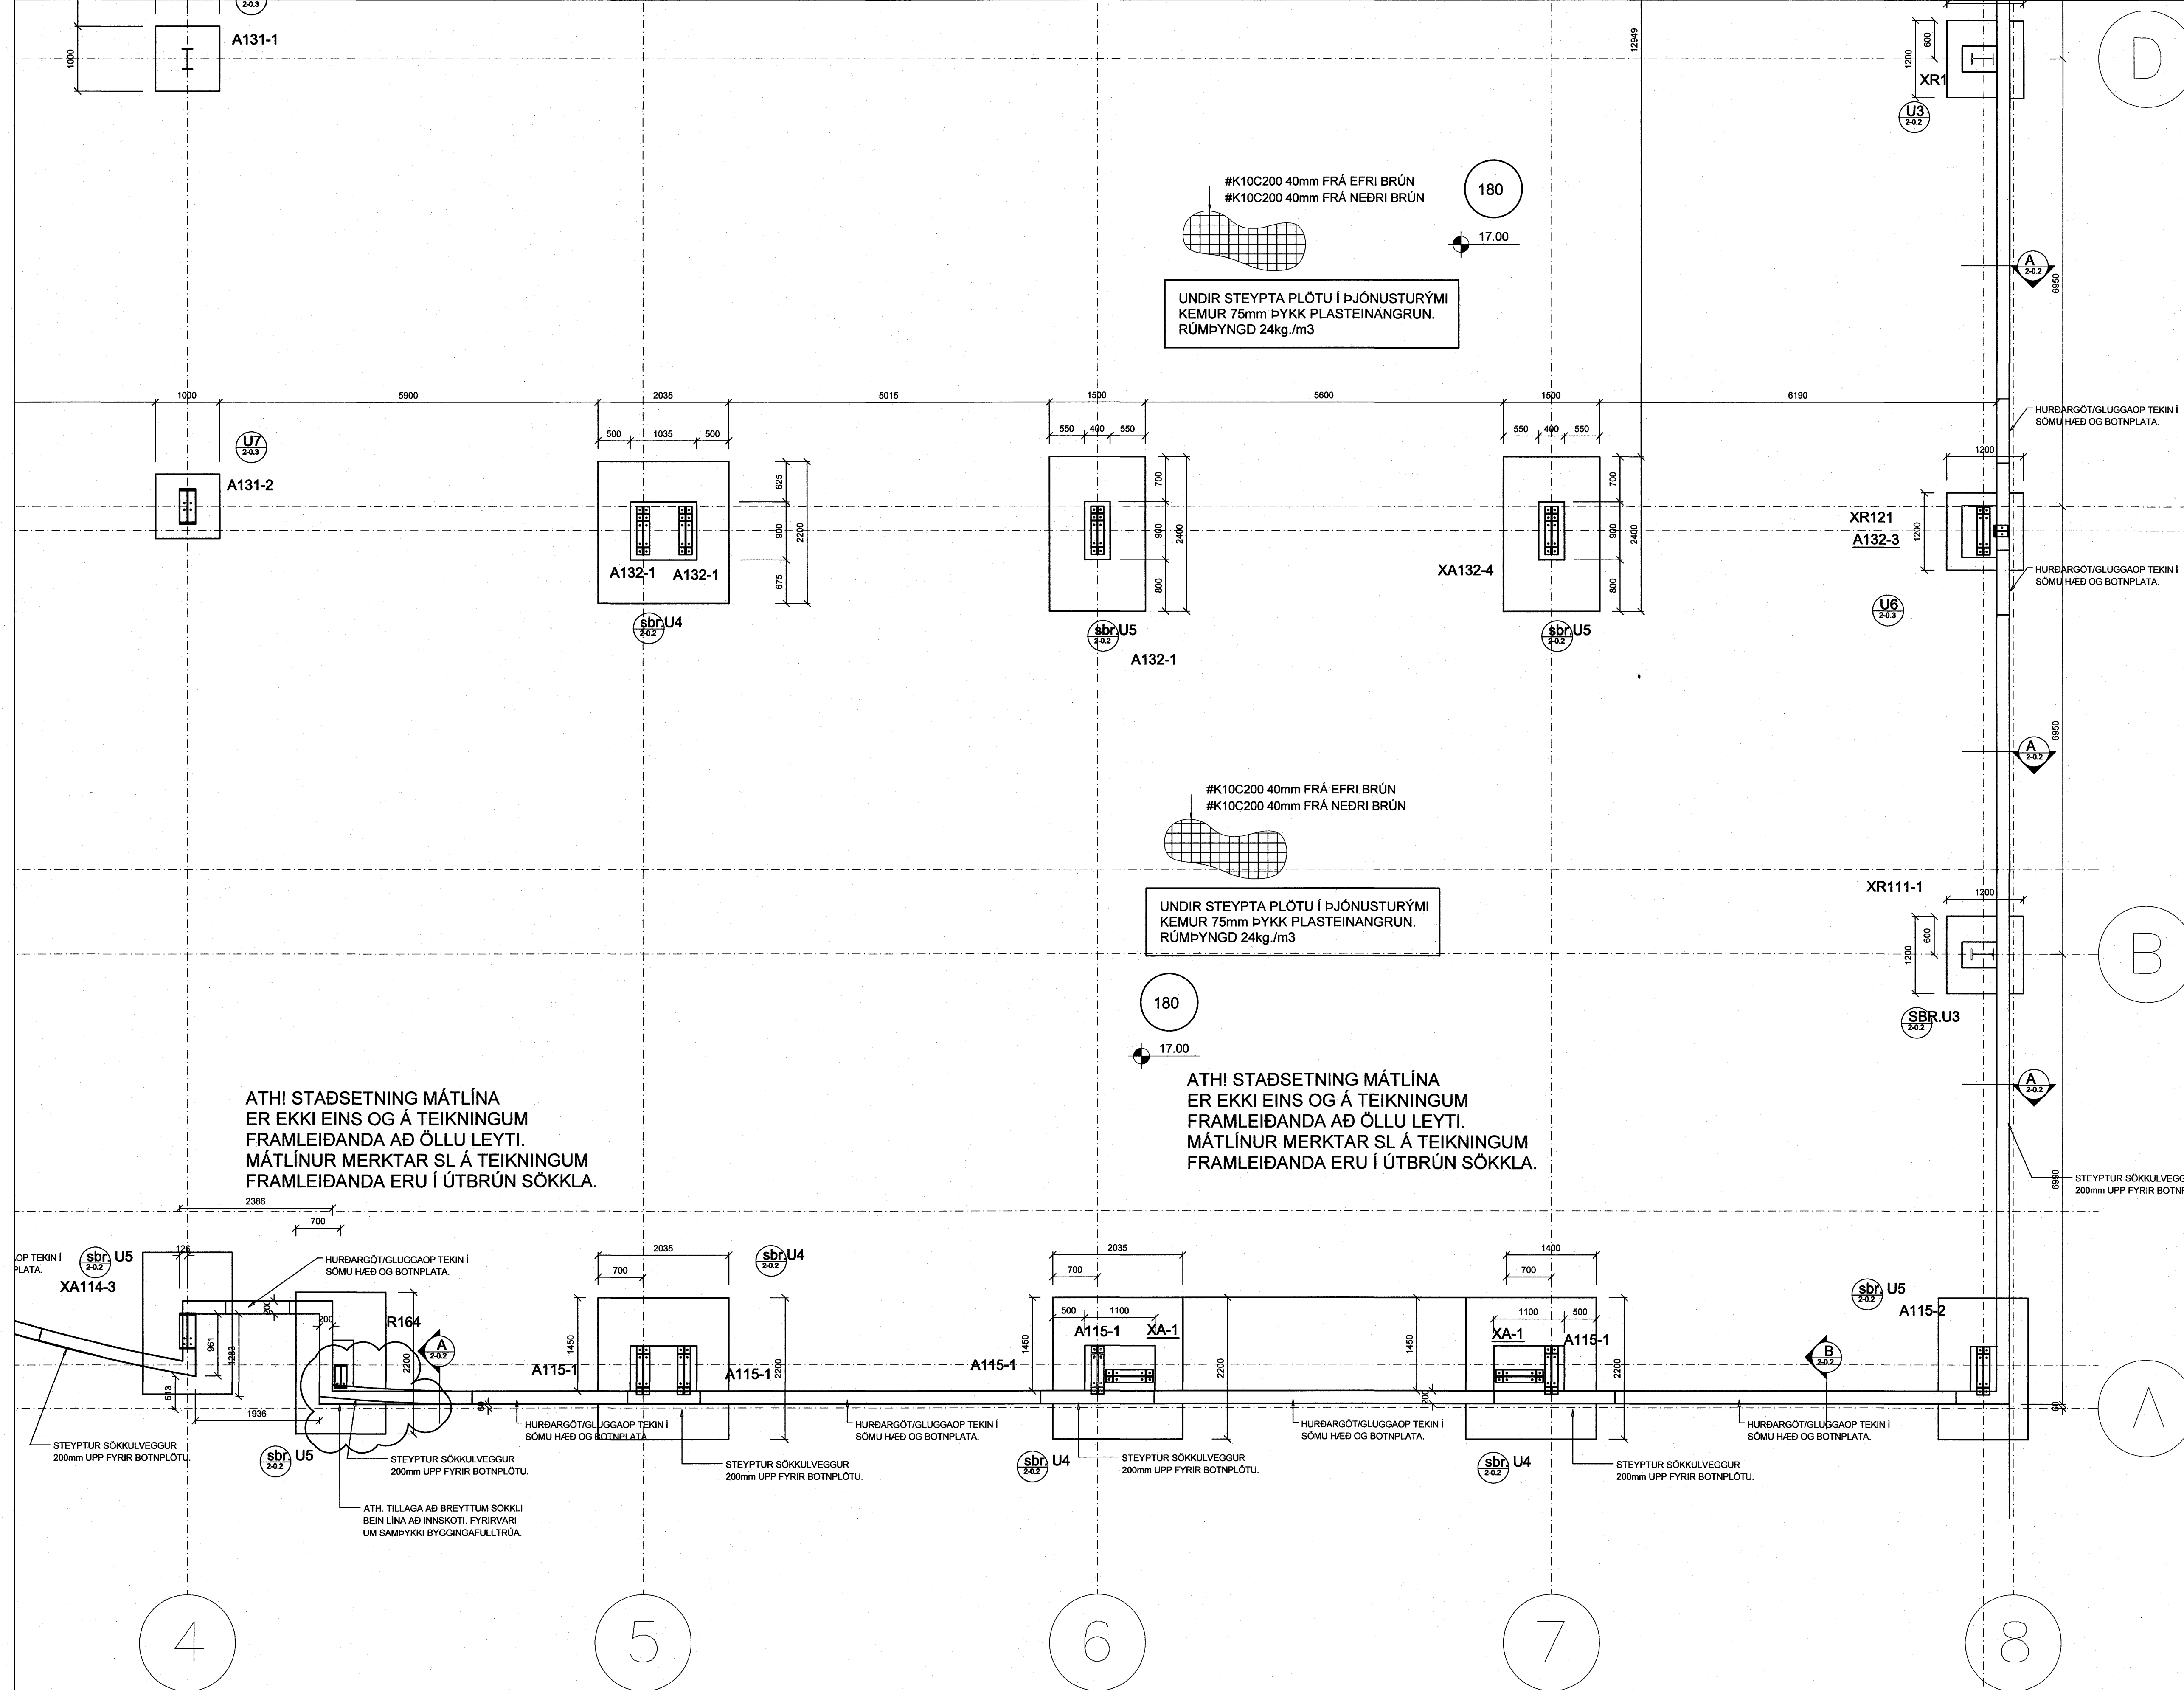 2-0.3
A131-1
1000
12949
1200
600
XR1
U3
2-0.2
D
#K10C200 40mm FRÁ EFRI BRÚN
#K10C200 40mm FRÁ NEÐRI BRÚN
180
17.00
UNDIR STEYPTA PLÖTU Í ÞJÓNUSTURÝMI
KEMUR 75mm ÞYKK PLASTEINANGRUN.
RÚMÞYNGD 24kg./m3
A
2-0.2
6950
1000
5900
2035
5015
1500
5600
1500
6190
HURÐARGÖT/GLUGGAOP TEKIN Í
SÖMU HÆÐ OG BOTNPLATA.
500
1035
500
550
400
550
550
400
550
U7
2-0.3
A131-2
625
900
675
2200
700
900
800
2400
700
900
800
2400
1200
1200
XR121
A132-3
A132-1
A132-1
XA132-4
HURÐARGÖT/GLUGGAOP TEKIN Í
SÖMU HÆÐ OG BOTNPLATA.
U6
2-0.3
sbr.U4
2-0.2
sbr.U5
2-0.2
A132-1
sbr.U5
2-0.2
A
2-0.2
6950
#K10C200 40mm FRÁ EFRI BRÚN
#K10C200 40mm FRÁ NEÐRI BRÚN
UNDIR STEYPTA PLÖTU Í ÞJÓNUSTURÝMI
KEMUR 75mm ÞYKK PLASTEINANGRUN.
RÚMÞYNGD 24kg./m3
XR111-1
1200
600
1200
B
180
17.00
SBR.U3
2-0.2
A
2-0.2
ATH! STAÐSETNING MÁTLÍNA
ER EKKI EINS OG Á TEIKNINGUM
FRAMLEIÐANDA AÐ ÖLLU LEYTI.
MÁTLÍNUR MERKTAR SL Á TEIKNINGUM
FRAMLEIÐANDA ERU Í ÚTBRÚN SÖKKLA.
ATH! STAÐSETNING MÁTLÍNA
ER EKKI EINS OG Á TEIKNINGUM
FRAMLEIÐANDA AÐ ÖLLU LEYTI.
MÁTLÍNUR MERKTAR SL Á TEIKNINGUM
FRAMLEIÐANDA ERU Í ÚTBRÚN SÖKKLA.
6990
STEYPTUR SÖKKULVEGG
200mm UPP FYRIR
2386
700
126
OP TEKIN Í
PLATA.
sbr. U5
2-0.2
XA114-3
HURÐARGÖT/GLUGGAOP TEKIN Í
SÖMU HÆÐ OG BOTNPLATA.
200
200
R164
961
1283
513
1936
2200
A
2-0.2
2035
700
sbr.U4
2-0.2
1450
A115-1
A115-1
2200
2035
700
500
1100
A115-1
XA-1
A115-1
1450
2200
1400
700
1100
500
XA-1
A115-1
1450
2200
200
sbr. U5
2-0.2
A115-2
B
2-0.2
60
60
A
STEYPTUR SÖKKULVEGGUR
200mm UPP FYRIR BOTNPLÖTU.
sbr. U5
2-0.2
STEYPTUR SÖKKULVEGGUR
200mm UPP FYRIR BOTNPLÖTU.
HURÐARGÖT/GLUGGAOP TEKIN Í
SÖMU HÆÐ OG BOTNPLATA
STEYPTUR SÖKKULVEGGUR
200mm UPP FYRIR BOTNPLÖTU.
HURÐARGÖT/GLUGGAOP TEKIN Í
SÖMU HÆÐ OG BOTNPLATA.
sbr. U4
2-0.2
STEYPTUR SÖKKULVEGGUR
200mm UPP FYRIR BOTNPLÖTU.
HURÐARGÖT/GLUGGAOP TEKIN Í
SÖMU HÆÐ OG BOTNPLATA.
sbr. U4
2-0.2
STEYPTUR SÖKKULVEGGUR
200mm UPP FYRIR BOTNPLÖTU.
HURÐARGÖT/GLUGGAOP TEKIN Í
SÖMU HÆÐ OG BOTNPLATA.
ATH. TILLAGA AÐ BREYTTUM SÖKKLI
BEIN LÍNA AÐ INNSKOTI. FYRIRVARI
UM SAMÞYKKI BYGGINGAFULLTRÚA.
4
5
6
7
8